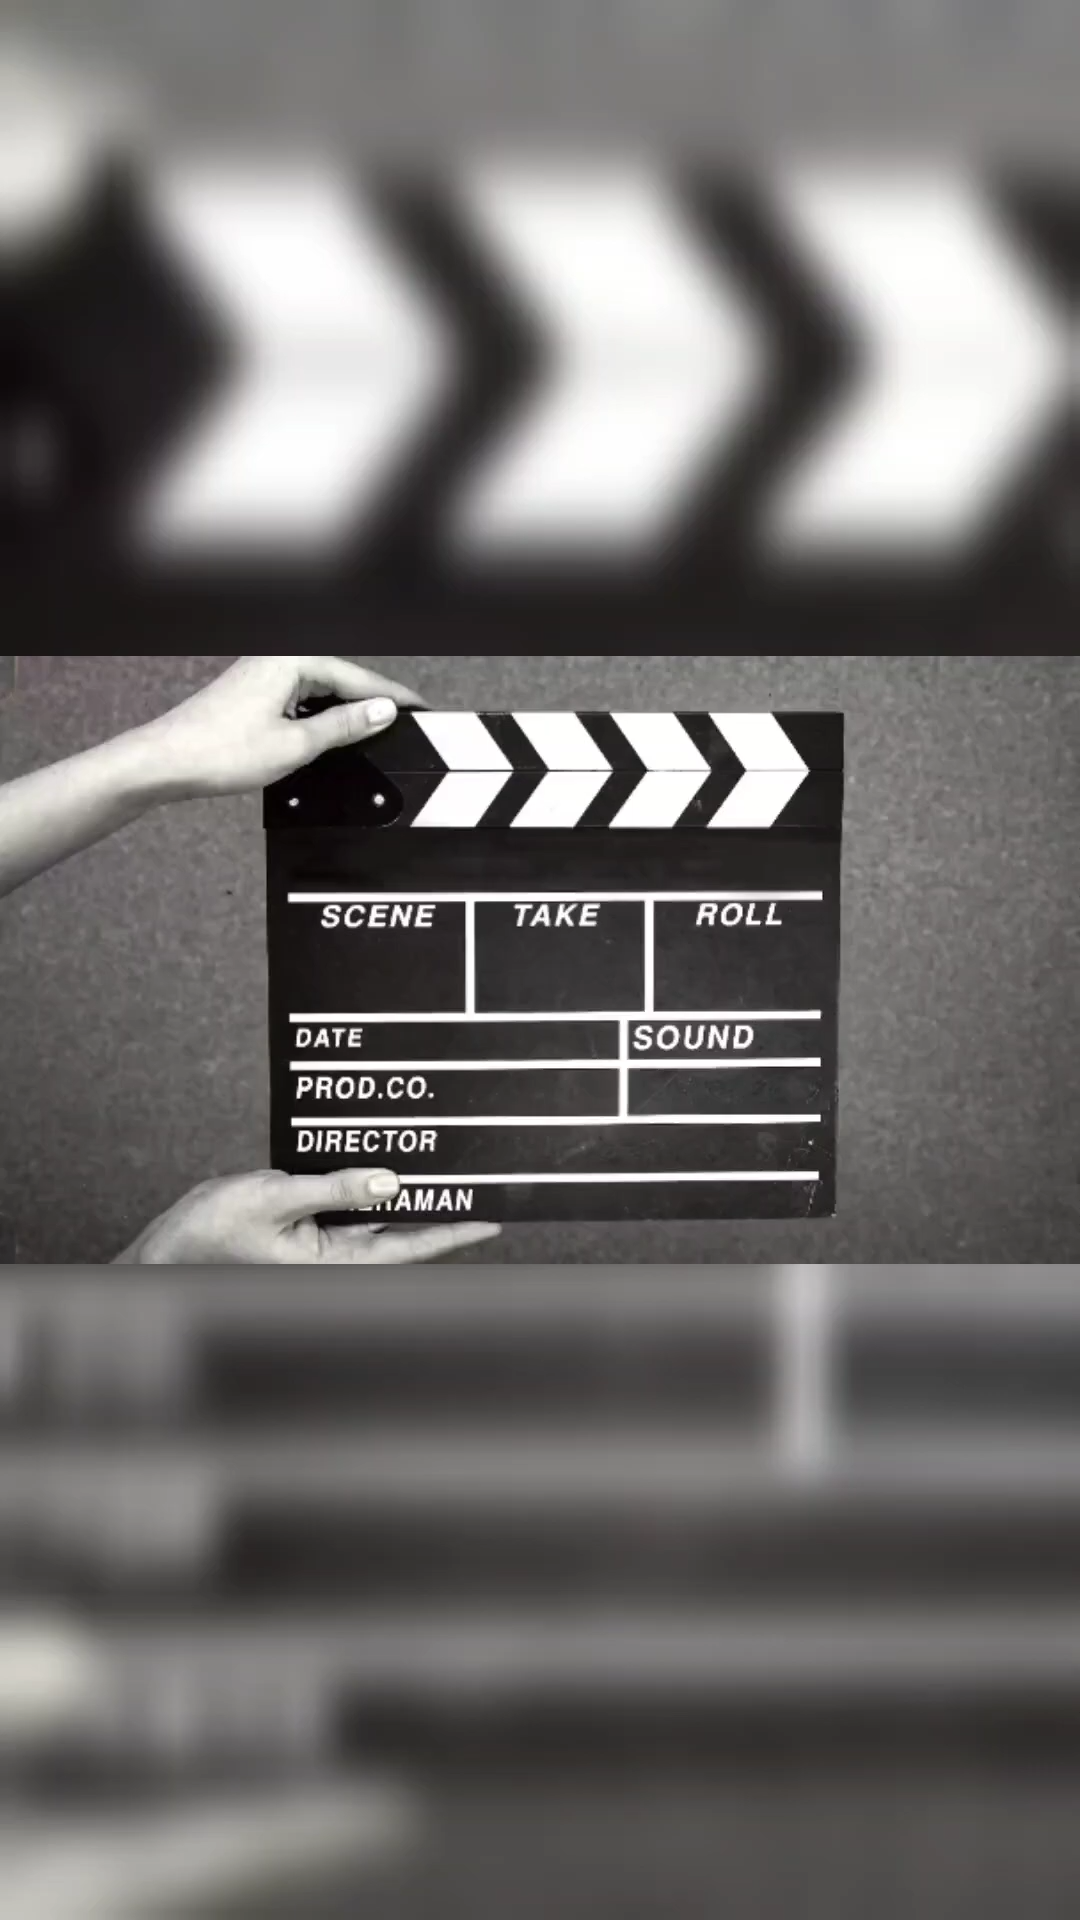 SCENE TAKE ROLL
DATE SOUND
PROD.CO.
DIRECTOR